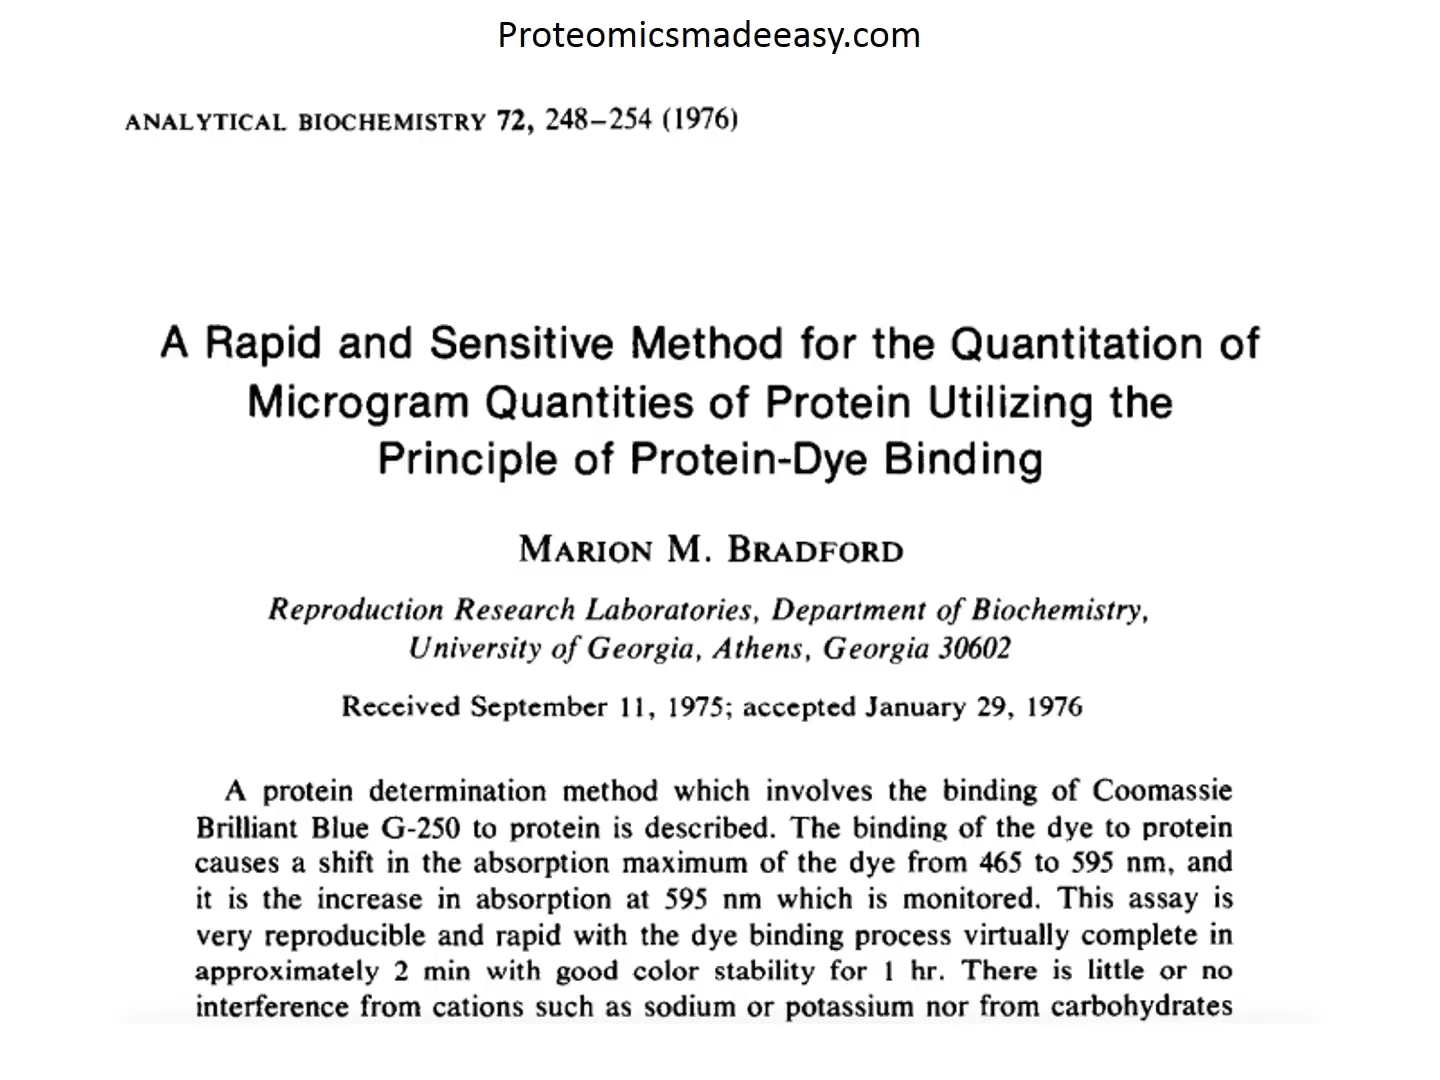 Proteomicsmadeeasy.com
ANALYTICAL BIOCHEMISTRY 72, 248–254 (1976)
A Rapid and Sensitive Method for the Quantitation of
Microgram Quantities of Protein Utilizing the
Principle of Protein-Dye Binding
MARION M. BRADFORD
Reproduction Research Laboratories, Department of Biochemistry,
University of Georgia, Athens, Georgia 30602
Received September 11, 1975; accepted January 29, 1976
A protein determination method which involves the binding of Coomassie
Brilliant Blue G-250 to protein is described. The binding of the dye to protein
causes a shift in the absorption maximum of the dye from 465 to 595 nm, and
it is the increase in absorption at 595 nm which is monitored. This assay is
very reproducible and rapid with the dye binding process virtually complete in
approximately 2 min with good color stability for 1 hr. There is little or no
interference from cations such as sodium or potassium nor from carbohydrates